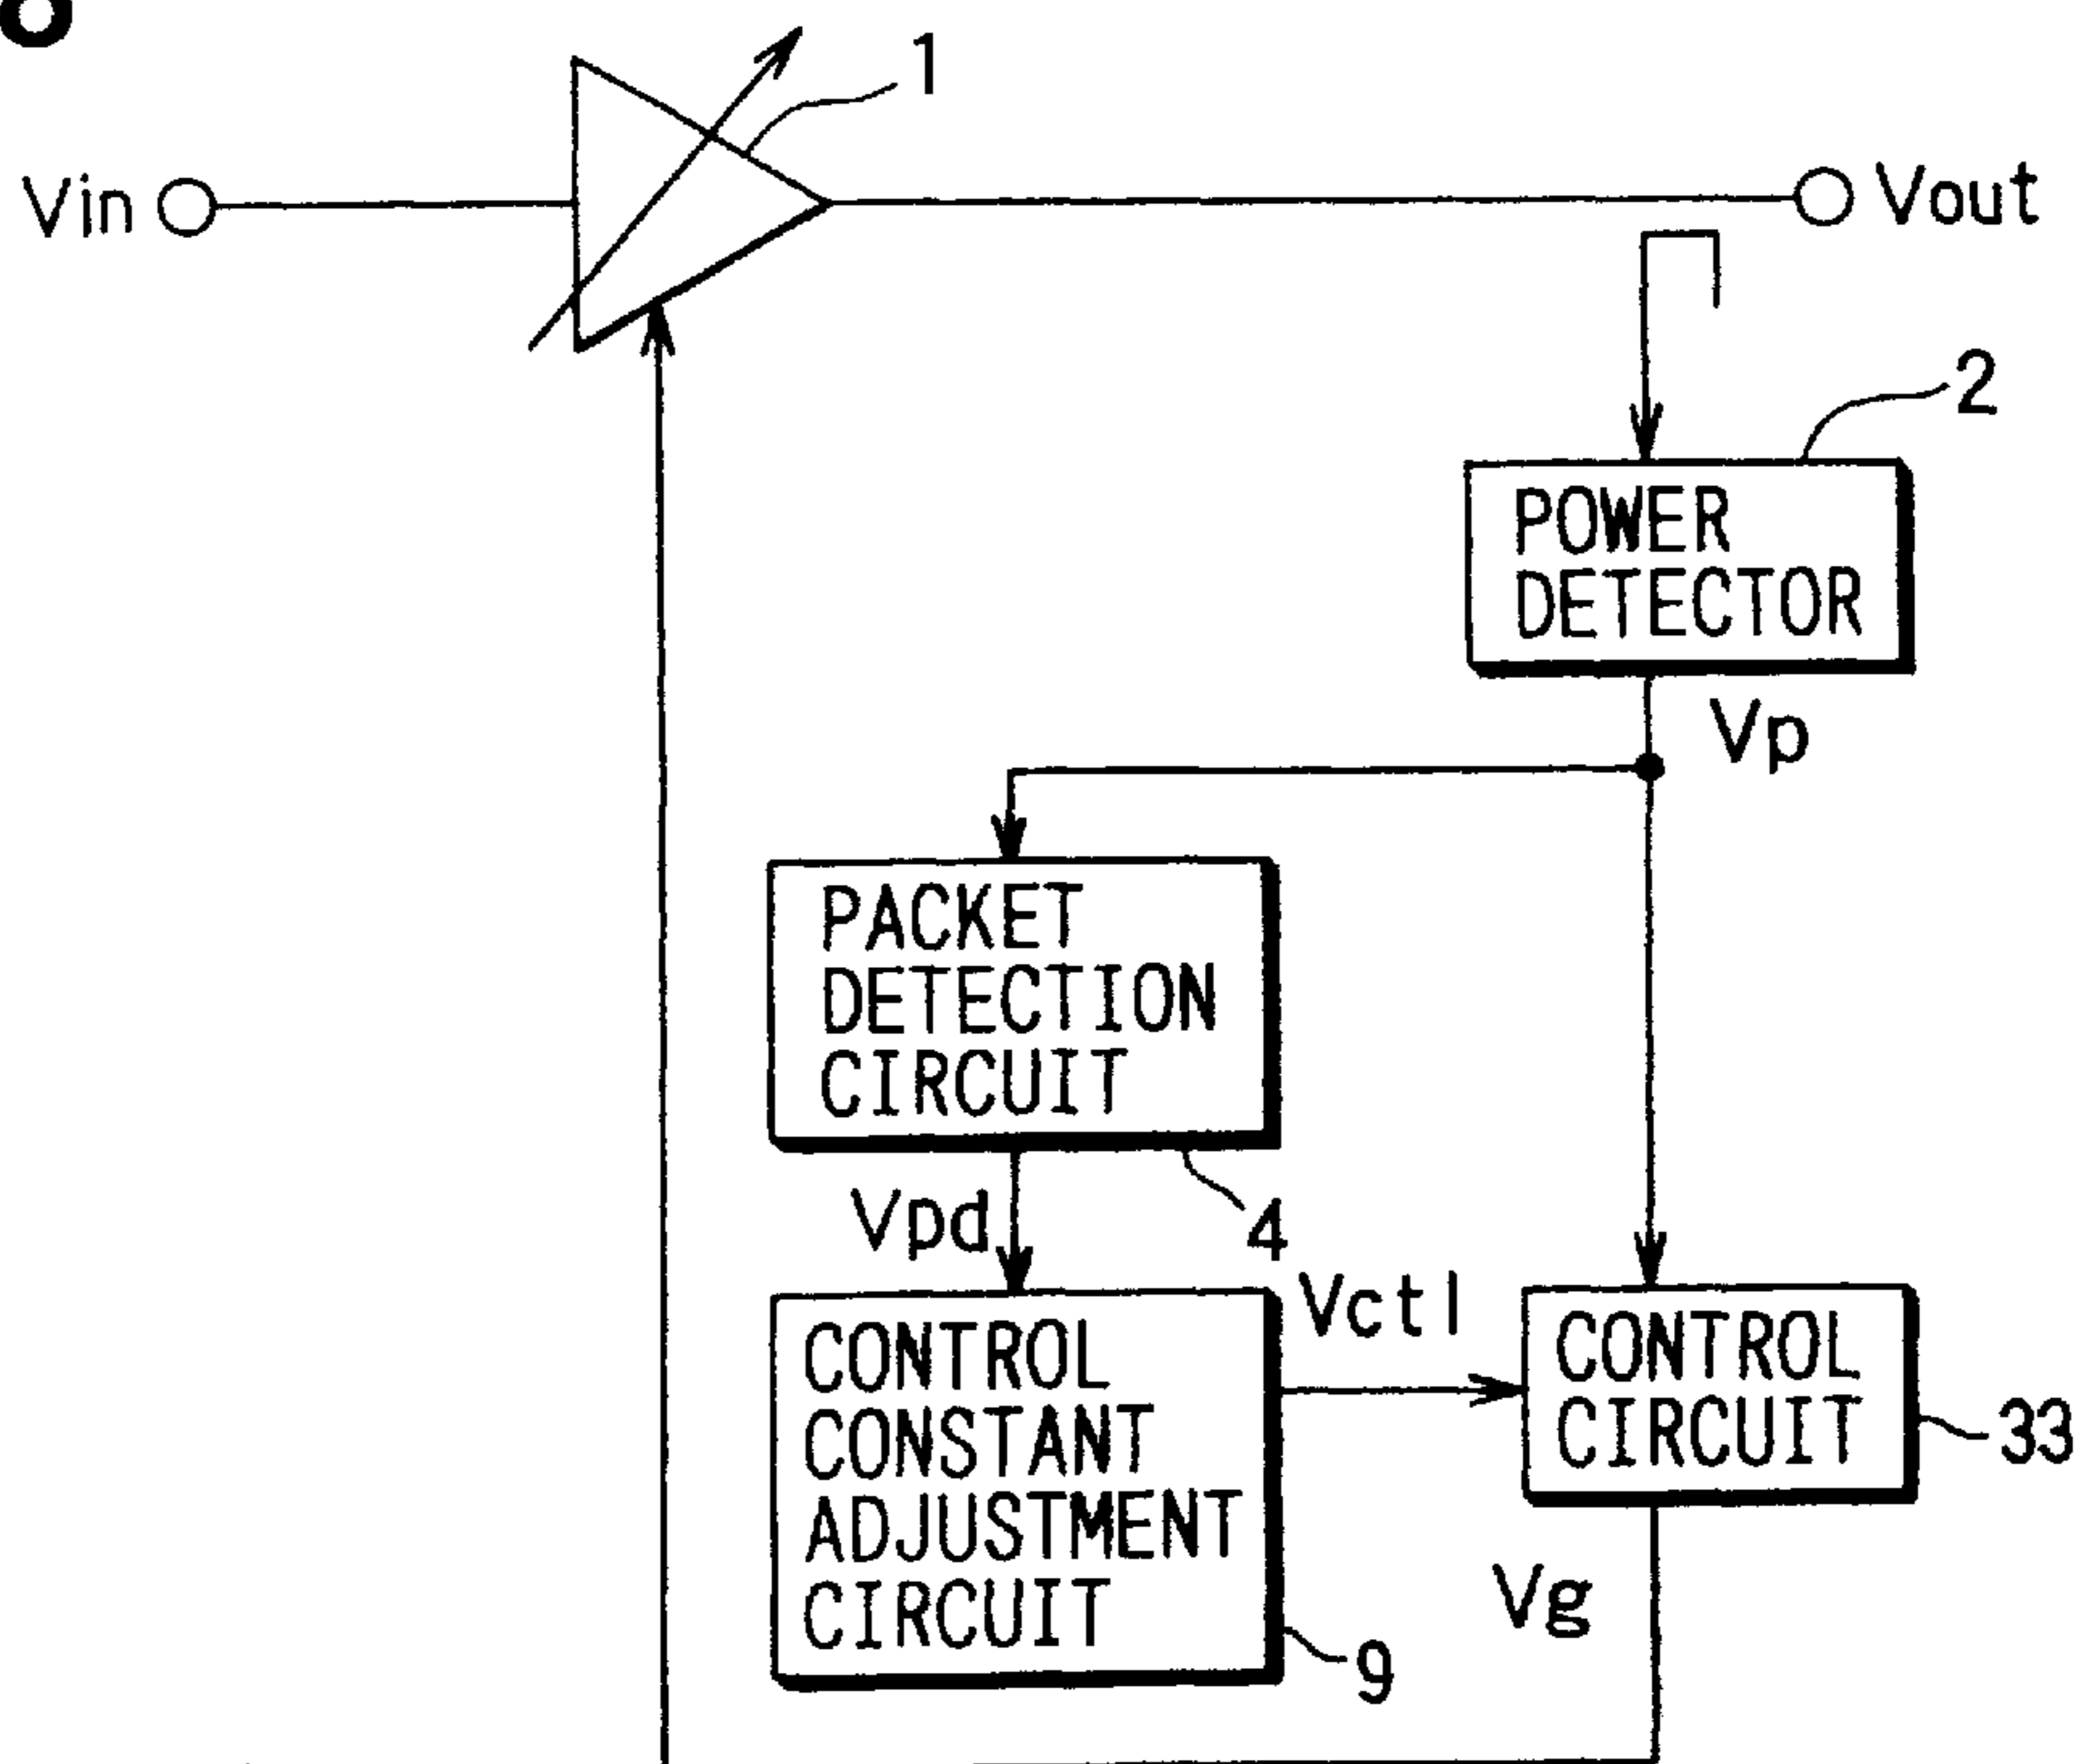 1
Vin
Vout
2
POWER
DETECTOR
Vp
PACKET
DETECTION
CIRCUIT
Vpd
4
Vctl
CONTROL
CONSTANT
ADJUSTMENT
CIRCUIT
CONTROL
CIRCUIT
33
Vg
9